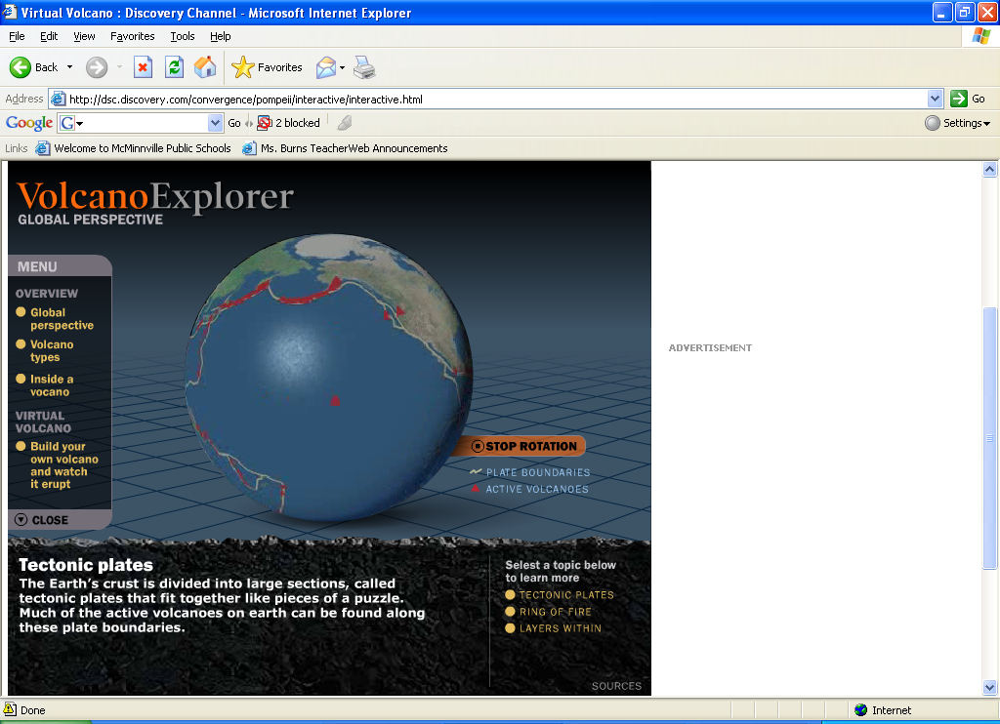 Virtual Volcano : Discovery Channel - Microsoft Internet Explorer
File Edit View Favorites Tools Help
Back Favorites
Address http://dsc.discovery.com/convergence/pompeii/interactive/interactive.html Go
Google G Go 2 blocked Settings
Links Welcome to McMinnville Public Schools Ms. Burns TeacherWeb Announcements
VolcanoExplorer
GLOBAL PERSPECTIVE
MENU
OVERVIEW
Global
perspective
Volcano
types
Inside a
vocano
VIRTUAL
VOLCANO
Build your
own volcano
and watch
it erupt
CLOSE
STOP ROTATION
PLATE BOUNDARIES
ACTIVE VOLCANOES
ADVERTISEMENT
Tectonic plates
The Earth's crust is divided into large sections, called
tectonic plates that fit together like pieces of a puzzle.
Much of the active volcanoes on earth can be found along
these plate boundaries.
Select a topic below
to learn more
TECTONIC PLATES
RING OF FIRE
LAYERS WITHIN
SOURCES
Done Internet